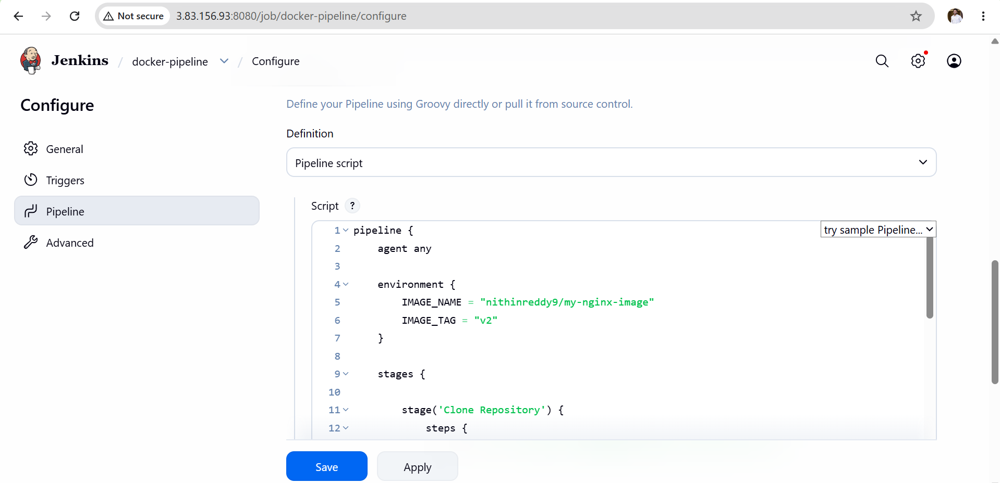 Not secure 3.83.156.93:8080/job/docker-pipeline/configure
Jenkins / docker-pipeline / Configure
Configure
General
Triggers
Pipeline
Advanced
Define your Pipeline using Groovy directly or pull it from source control.
Definition
Pipeline script
Script ?
try sample Pipeline...
1 pipeline {
2     agent any
3
4     environment {
5         IMAGE_NAME = "nithinreddy9/my-nginx-image"
6         IMAGE_TAG = "v2"
7     }
8
9     stages {
10
11         stage('Clone Repository') {
12             steps {
Save Apply